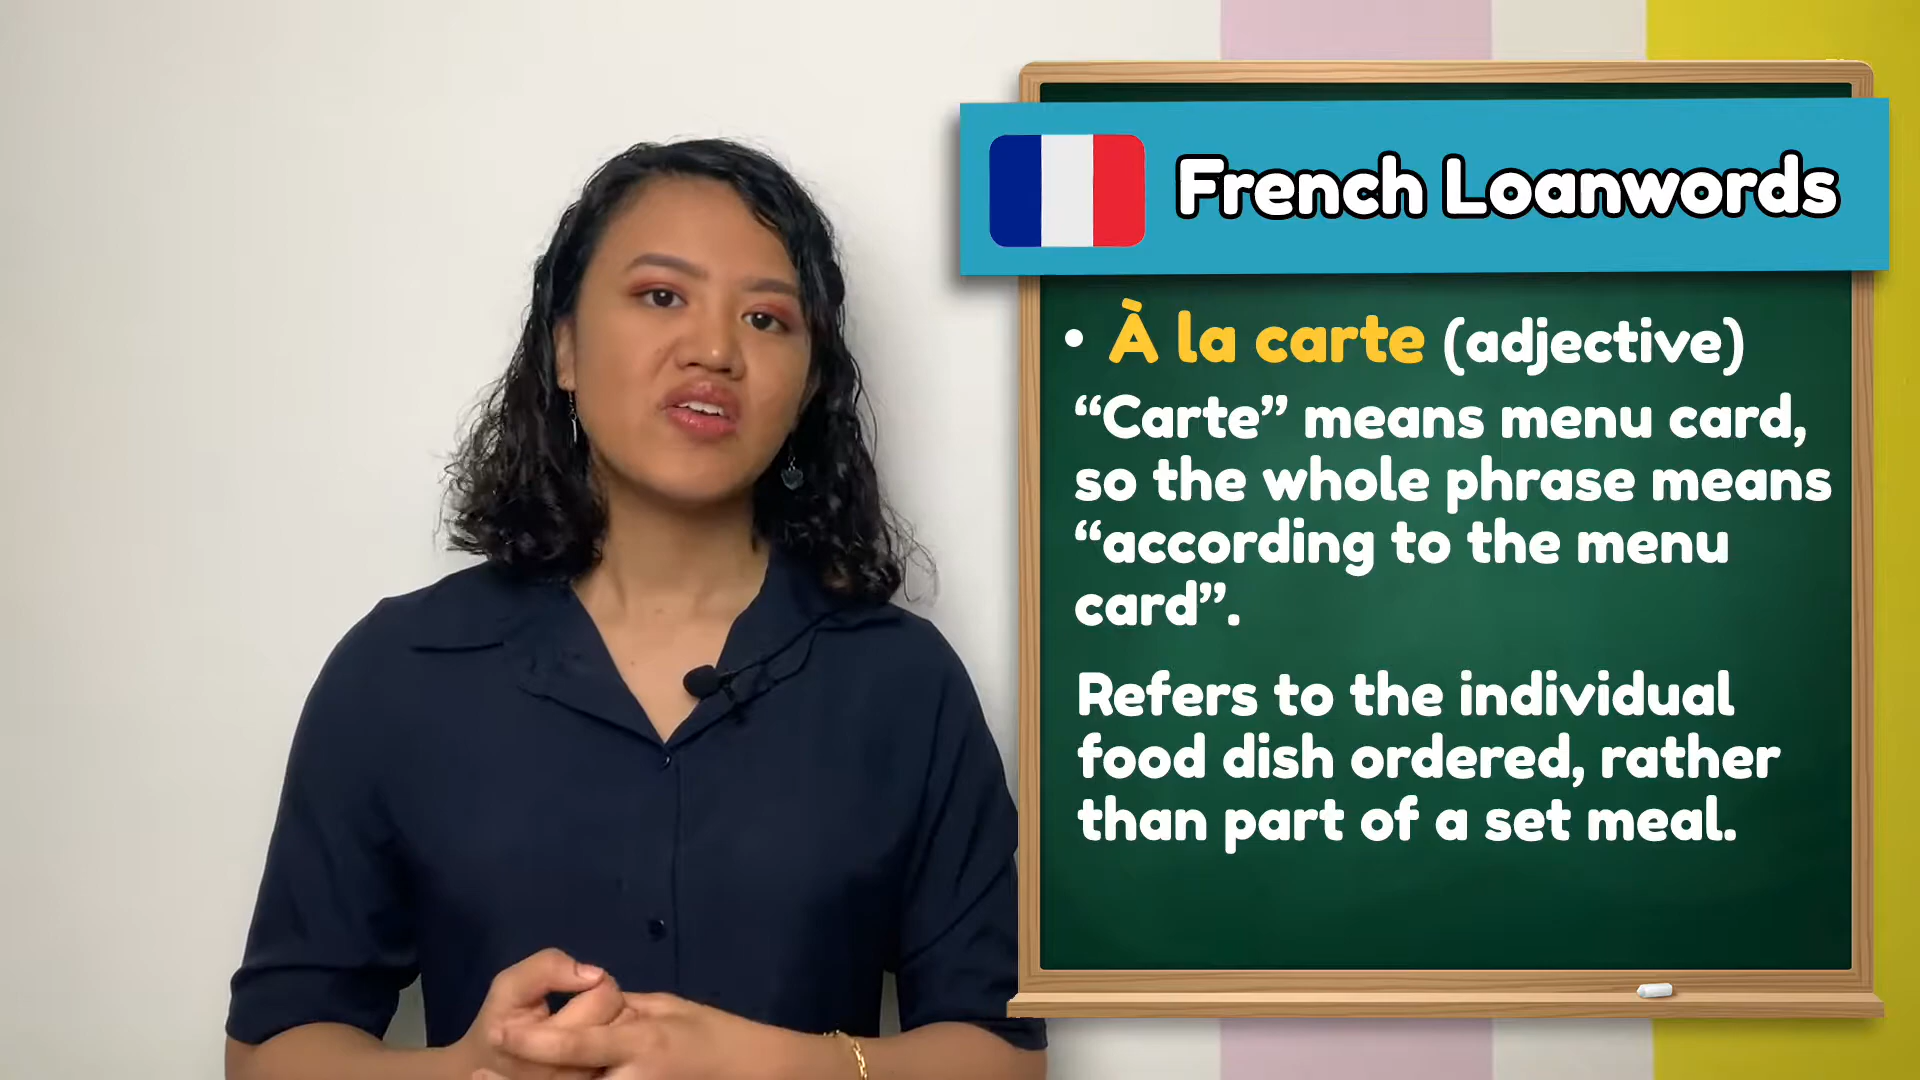 French Loanwords
• À la carte (adjective)
“Carte” means menu card,
so the whole phrase means
“according to the menu
card”.
Refers to the individual
food dish ordered, rather
than part of a set meal.